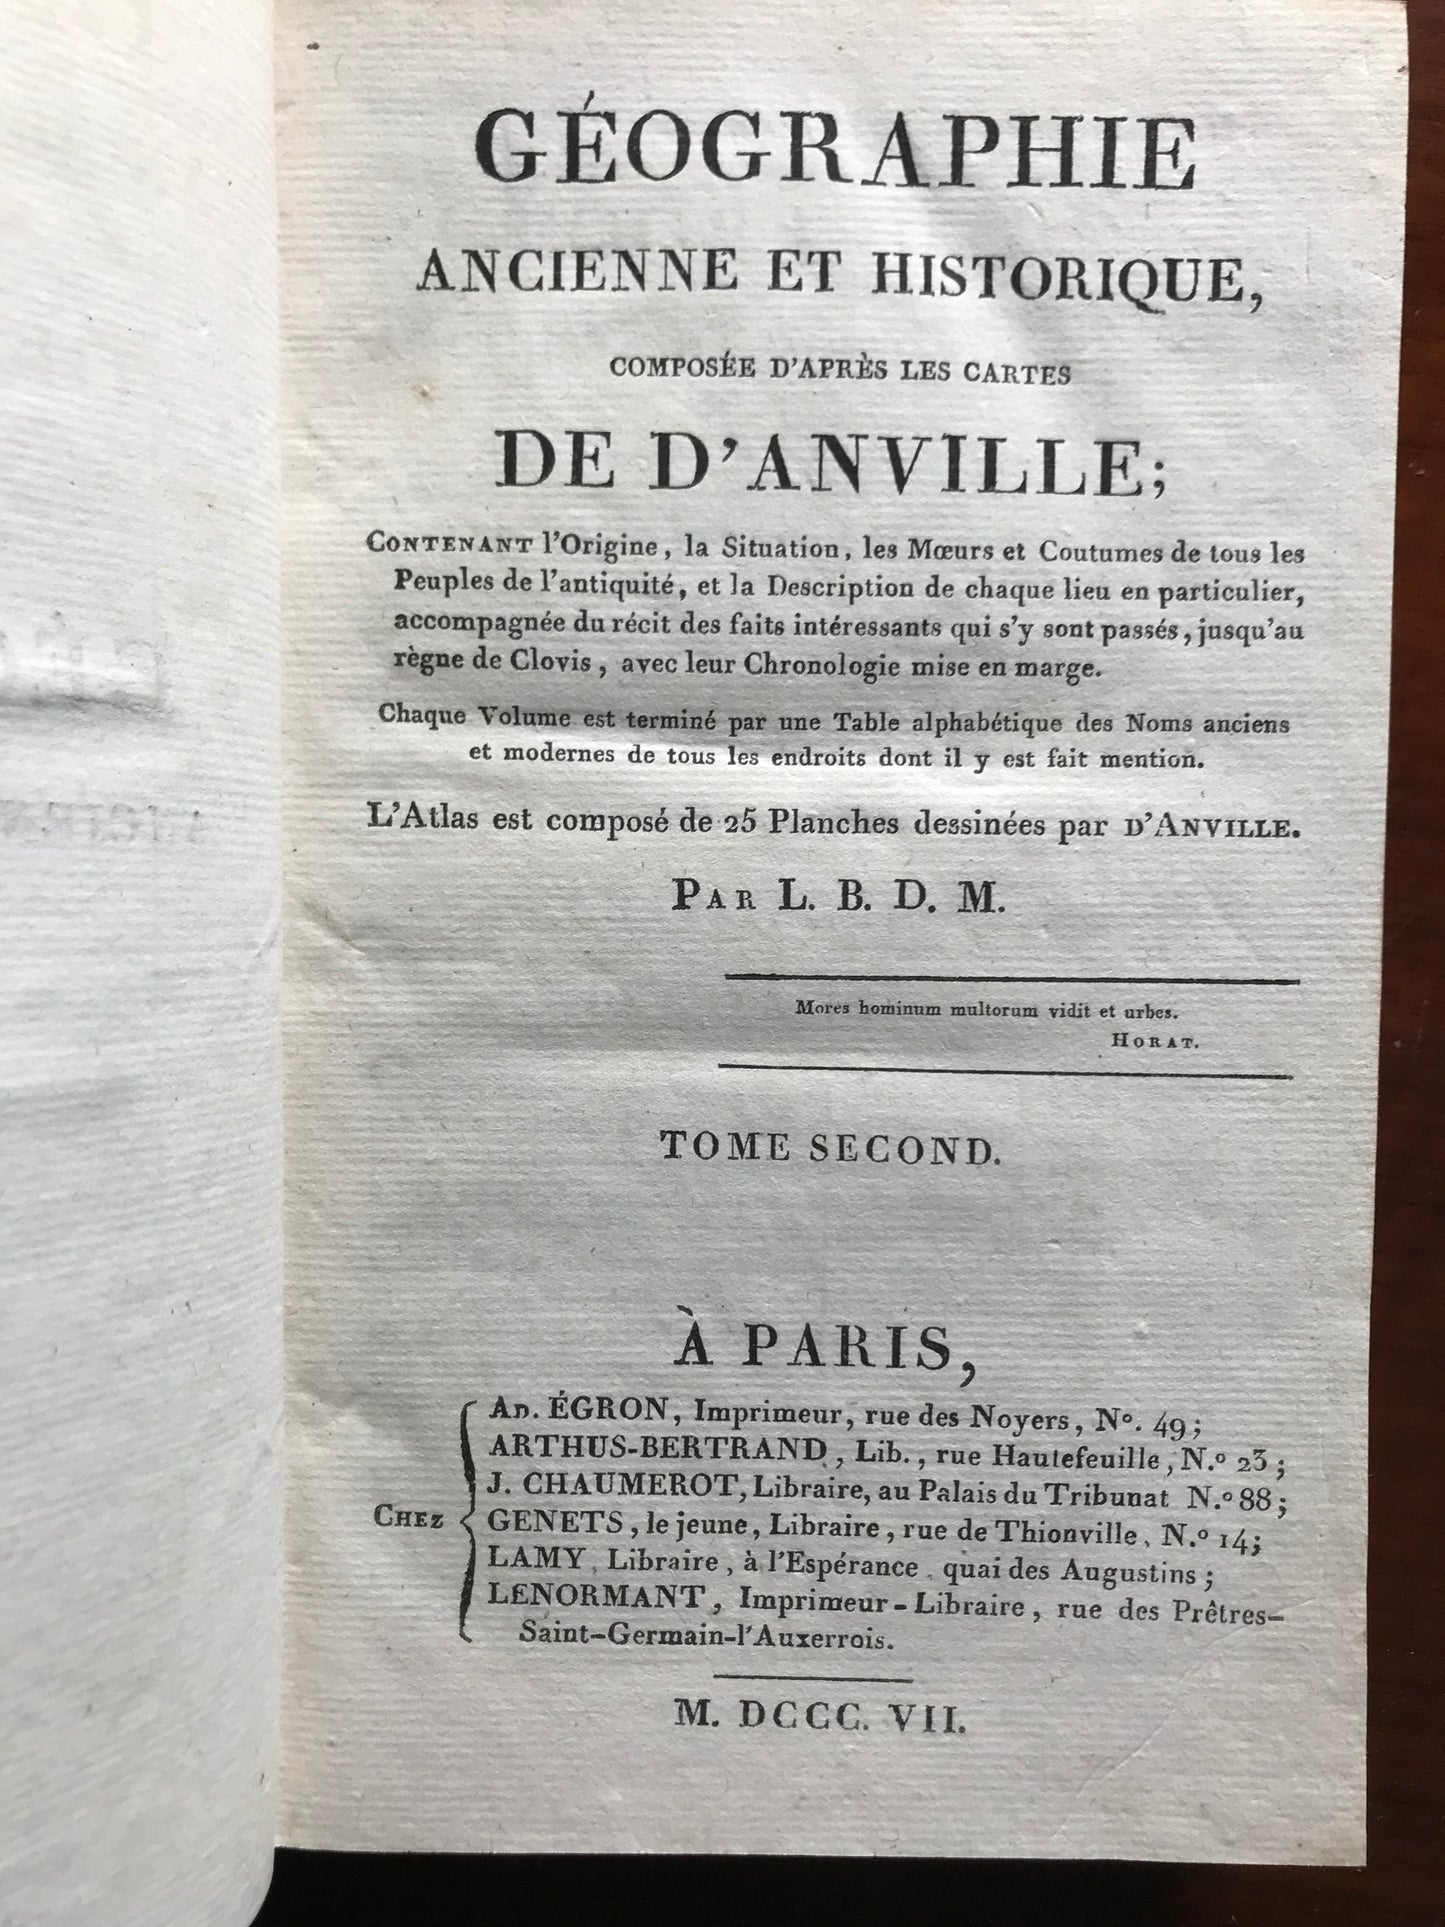 GÉOGRAPHIE
ANCIENNE ET HISTORIQUE,
COMPOSÉE D'APRÈS LES CARTES
DE D'ANVILLE;
CONTENANT l'Origine, la Situation, les Mœurs et Coutumes de tous les
Peuples de l'antiquité, et la Description de chaque lieu en particulier,
accompagnée du récit des faits intéressants qui s'y sont passés, jusqu'au
règne de Clovis, avec leur Chronologie mise en marge.
Chaque Volume est terminé par une Table alphabétique des Noms anciens
et modernes de tous les endroits dont il y est fait mention.
L'Atlas est composé de 25 Planches dessinées par D'ANVILLE.
PAR L. B. D. M.
Mores hominum multorum vidit et urbes.
HORAT.
TOME SECOND.
À PARIS,
CHEZ
AD. ÉGRON, Imprimeur, rue des Noyers, N°. 49;
ARTHUS-BERTRAND, Lib., rue Hautefeuille, N.° 23;
J. CHAUMEROT, Libraire, au Palais du Tribunat N.° 88;
GENETS, le jeune, Libraire, rue de Thionville, N.° 14;
LAMY, Libraire, à l'Espérance, quai des Augustins;
LENORMANT, Imprimeur-Libraire, rue des Prêtres-
Saint-Germain-l'Auxerrois.
M. DCCC. VII.